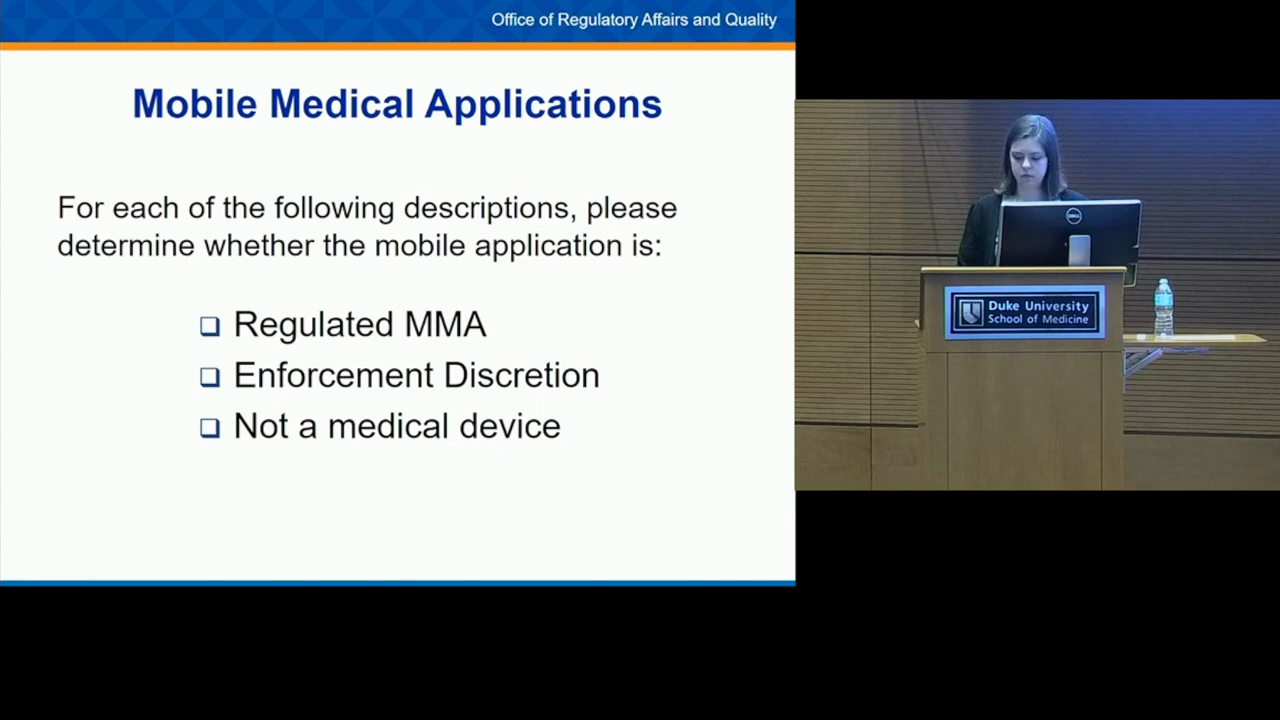 Office of Regulatory Affairs and Quality
Mobile Medical Applications
For each of the following descriptions, please
determine whether the mobile application is:
❑ Regulated MMA
❑ Enforcement Discretion
❑ Not a medical device
DELL
Duke University
School of Medicine